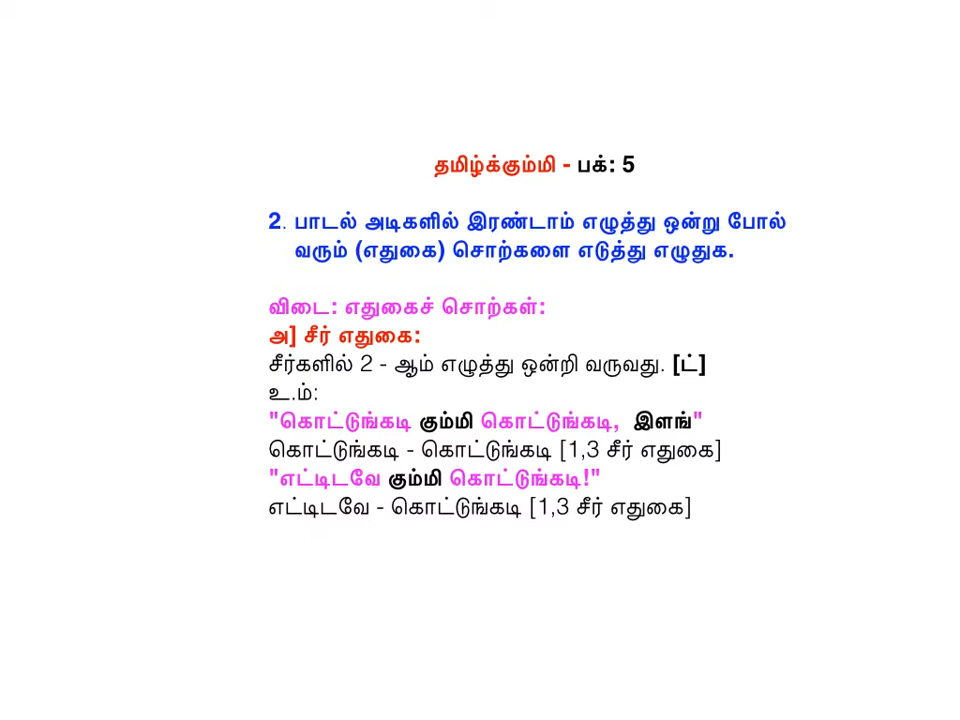 தமிழ்க்கும்மி - பக்: 5
2. பாடல் அடிகளில் இரண்டாம் எழுத்து ஒன்று போல்
வரும் (எதுகை) சொற்களை எடுத்து எழுதுக.
விடை: எதுகைச் சொற்கள்:
அ] சீர் எதுகை:
சீர்களில் 2 - ஆம் எழுத்து ஒன்றி வருவது. [ட்]
உ.ம்:
"கொட்டுங்கடி கும்மி கொட்டுங்கடி, இளங்"
கொட்டுங்கடி - கொட்டுங்கடி [1,3 சீர் எதுகை]
"எட்டிடவே கும்மி கொட்டுங்கடி!"
எட்டிடவே - கொட்டுங்கடி [1,3 சீர் எதுகை]